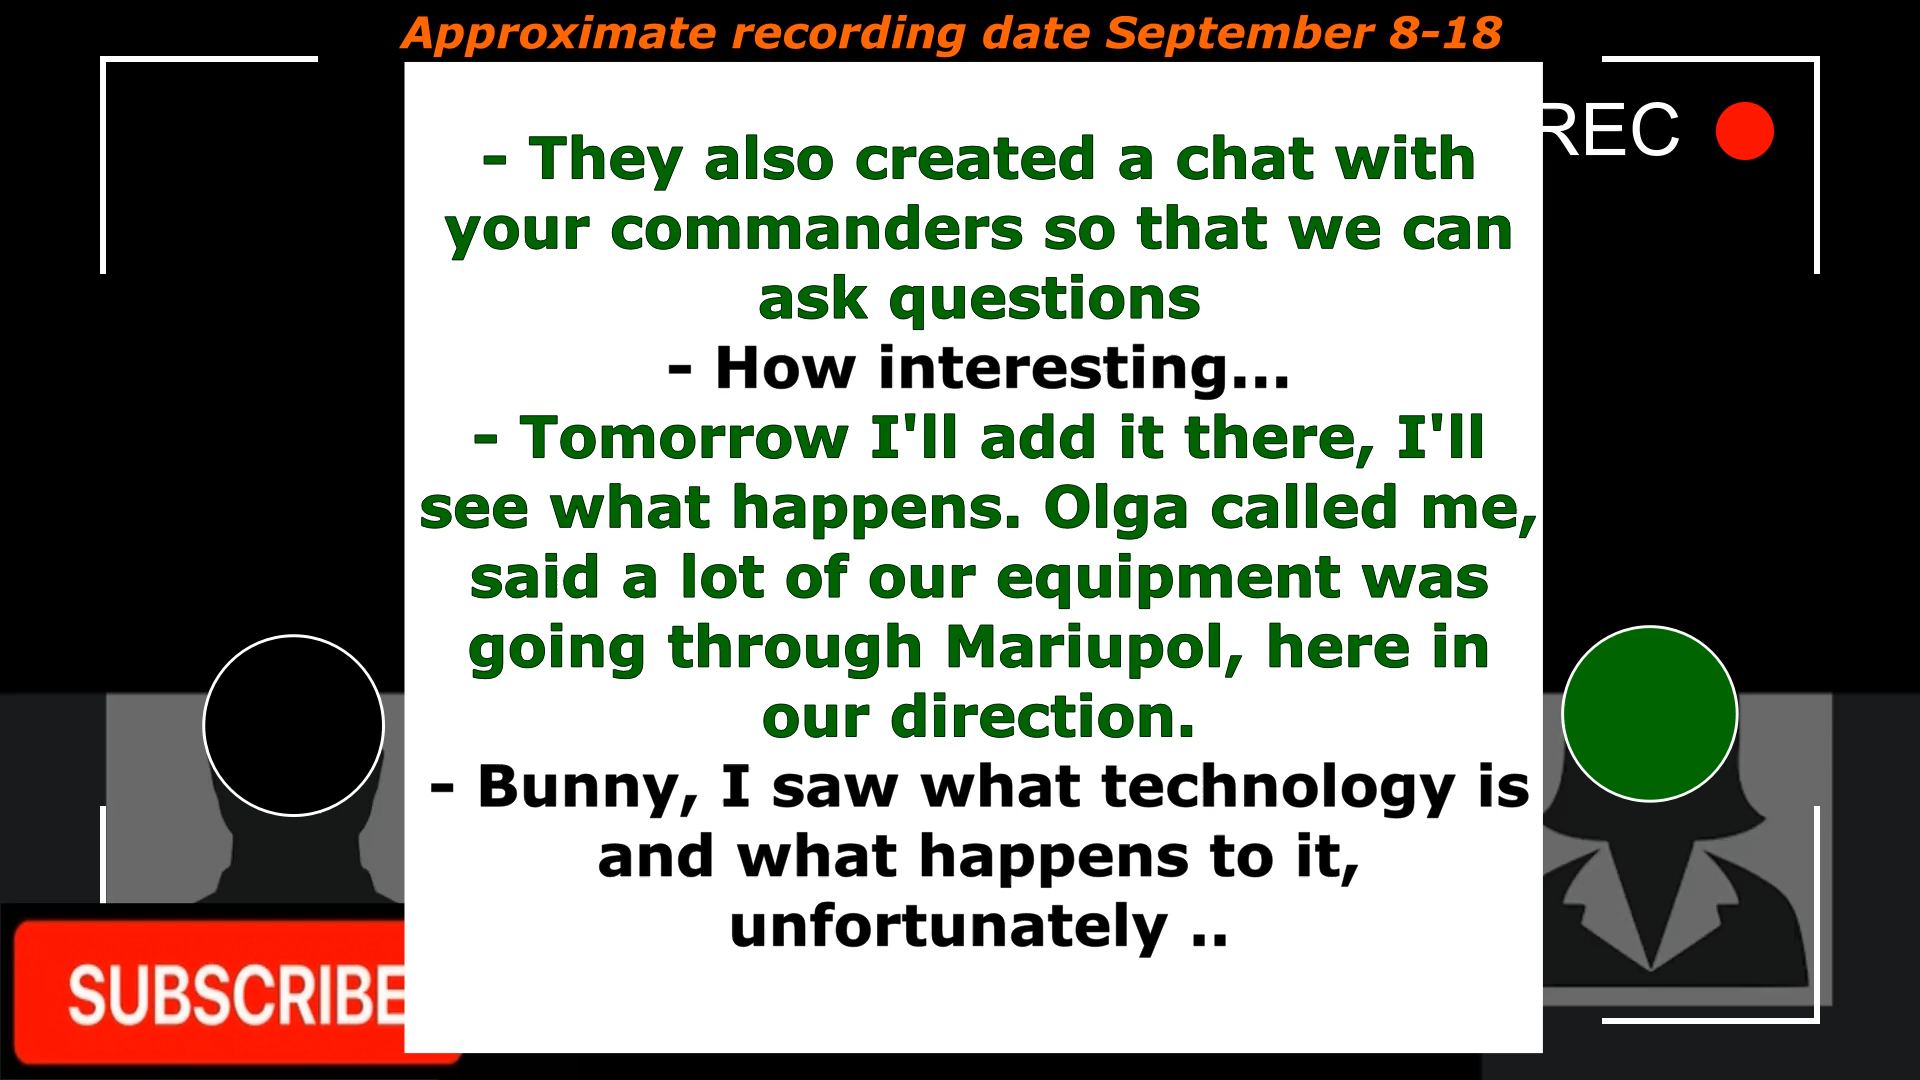 Approximate recording date September 8-18
REC
- They also created a chat with
your commanders so that we can
ask questions
- How interesting...
- Tomorrow I'll add it there, I'll
see what happens. Olga called me,
said a lot of our equipment was
going through Mariupol, here in
our direction.
- Bunny, I saw what technology is
and what happens to it,
unfortunately ..
SUBSCRIBE